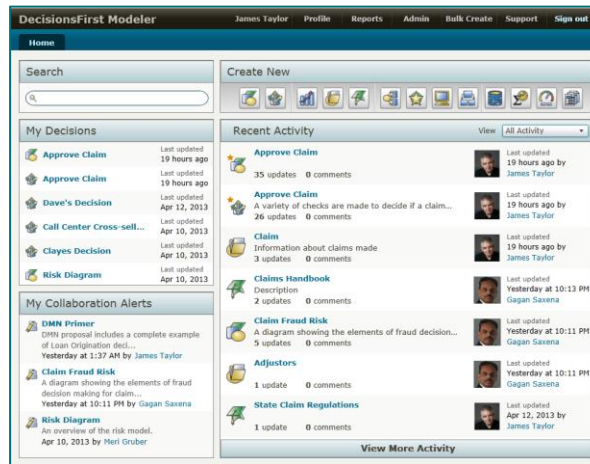 DecisionsFirst Modeler
James Taylor Profile Reports Admin Bulk Create Support Sign out
Home
Search
My Decisions
Approve Claim
Last updated
19 hours ago
Approve Claim
Last updated
19 hours ago
Dave's Decision
Last updated
Apr 12, 2013
Call Center Cross-sell...
Last updated
Apr 10, 2013
Clayes Decision
Last updated
Apr 10, 2013
Risk Diagram
Last updated
Apr 10, 2013
My Collaboration Alerts
DMN Primer
DMN proposal includes a complete example
of Loan Origination deci...
Yesterday at 1:37 AM by James Taylor
Claim Fraud Risk
A diagram showing the elements of fraud
decision making for claim...
Yesterday at 10:11 PM by Gagan Saxena
Risk Diagram
An overview of the risk model.
Apr 10, 2013 by Meri Gruber
Create New
Recent Activity
View All Activity
Approve Claim
35 updates 0 comments
Last updated
19 hours ago by
James Taylor
Approve Claim
A variety of checks are made to decide if a claim...
26 updates 0 comments
Last updated
19 hours ago by
James Taylor
Claim
Information about claims made
3 updates 0 comments
Last updated
19 hours ago by
James Taylor
Claims Handbook
Description
2 updates 0 comments
Last updated
Yesterday at 10:13 PM
Gagan Saxena
Claim Fraud Risk
A diagram showing the elements of fraud decision...
5 updates 0 comments
Last updated
Yesterday at 10:11 PM
Gagan Saxena
Adjustors
1 update 0 comments
Last updated
Yesterday at 10:11 PM
Gagan Saxena
State Claim Regulations
1 update 0 comments
Last updated
Apr 12, 2013 by
James Taylor
View More Activity